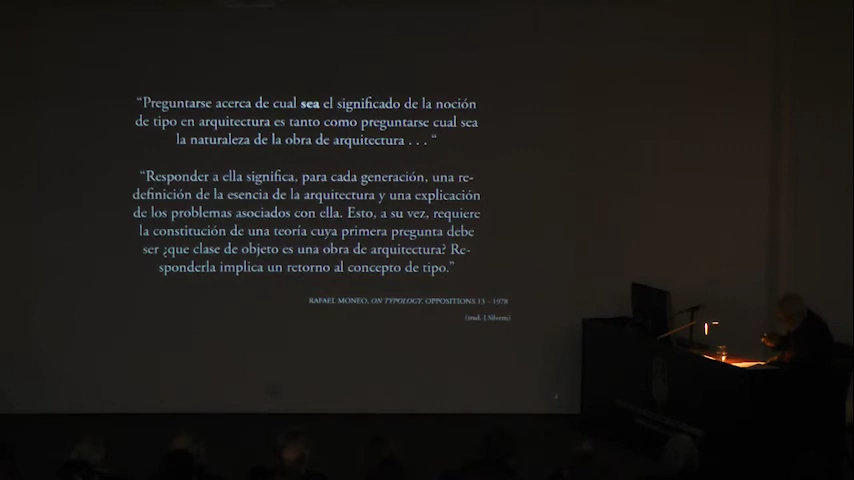 “Preguntarse acerca de cual sea el significado de la noción
de tipo en arquitectura es tanto como preguntarse cual sea
la naturaleza de la obra de arquitectura . . . “
“Responder a ella significa, para cada generación, una re-
definición de la esencia de la arquitectura y una explicación
de los problemas asociados con ella. Esto, a su vez, requiere
la constitución de una teoría cuya primera pregunta debe
ser ¿que clase de objeto es una obra de arquitectura? Re-
sponderla implica un retorno al concepto de tipo.”
RAFAEL MONEO, ON TYPOLOGY. OPPOSITIONS 13 – 1978
(trad. J.Silvetti)